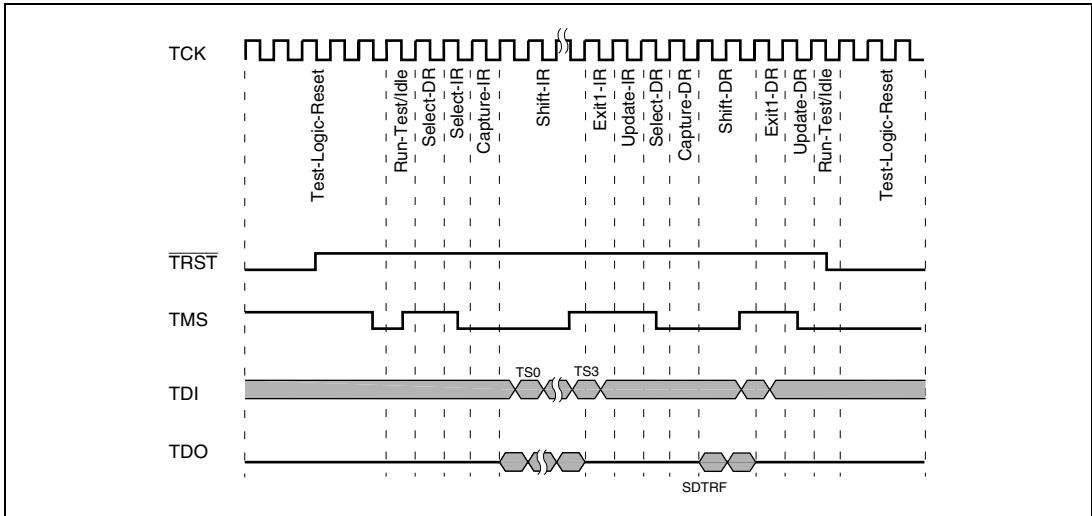 TCK
Test-Logic-Reset
Run-Test/Idle
Select-DR
Select-IR
Capture-IR
Shift-IR
Exit1-IR
Update-IR
Select-DR
Capture-DR
Shift-DR
Exit1-DR
Update-DR
Run-Test/Idle
Test-Logic-Reset
TRST
TMS
TDI
TS0
TS3
TDO
SDTRF